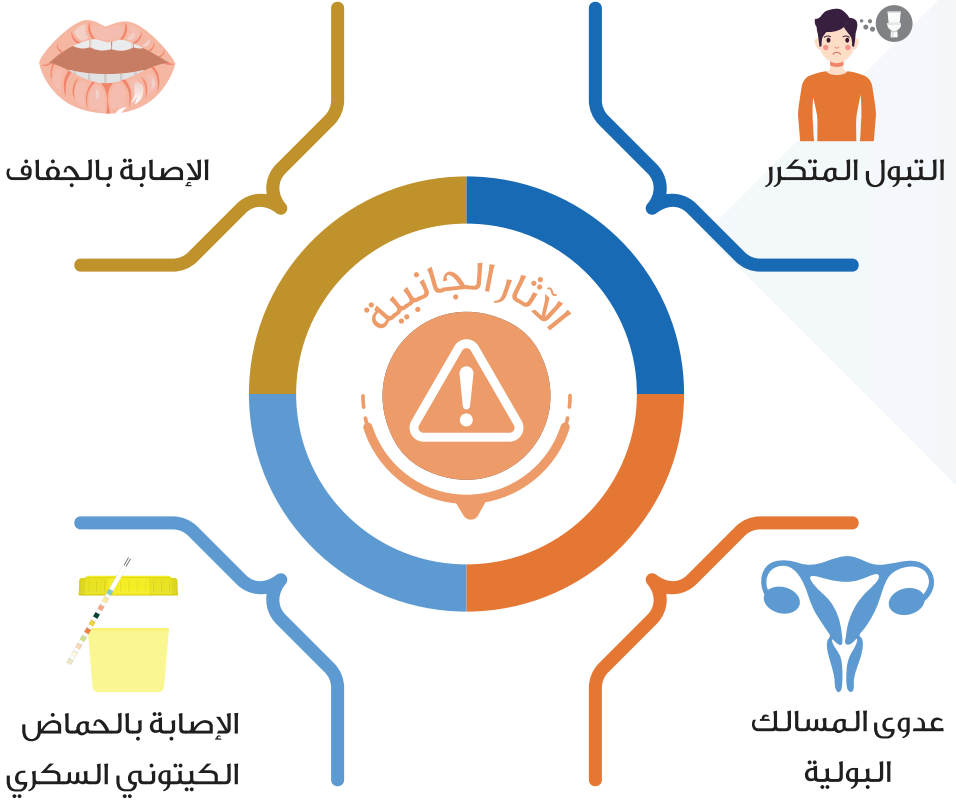 التبول المتكرر
الإصابة بالجفاف
الآثار الجانبية
عدوى المسالك
البولية
الإصابة بالحماض
الكيتوني السكري